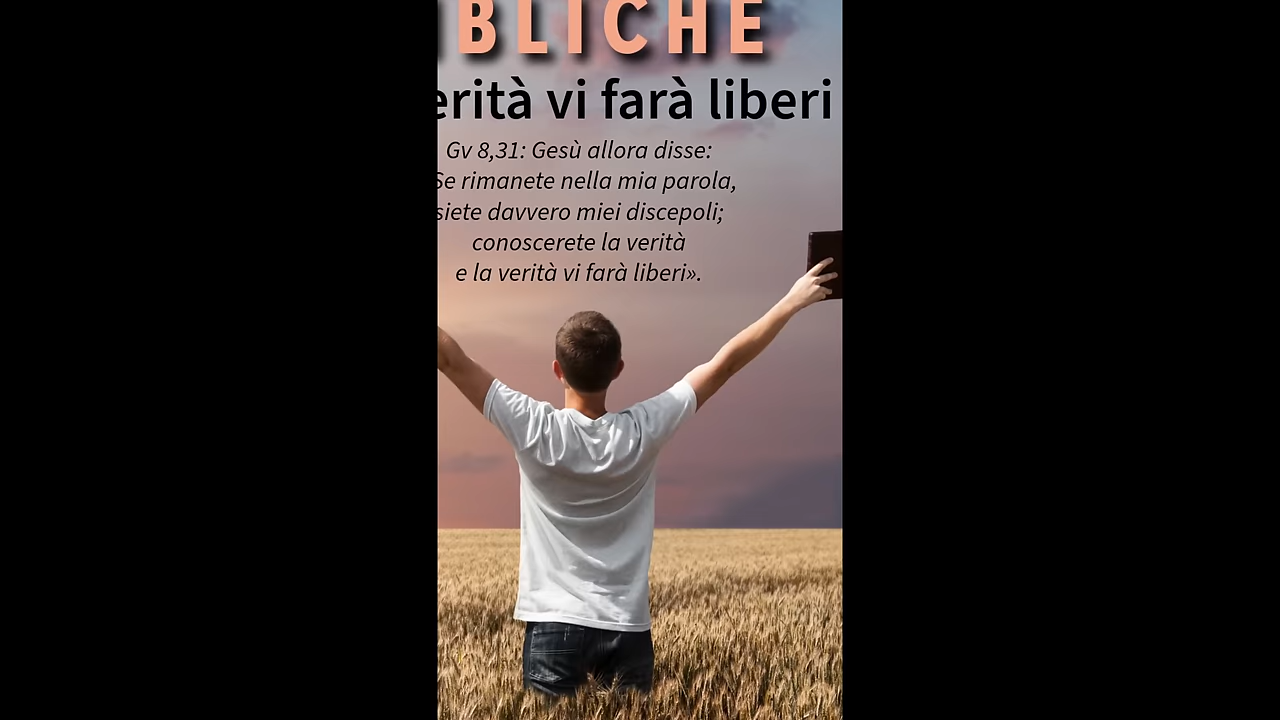 IBLICHE
erità vi farà liberi
Gv 8,31: Gesù allora disse:
Se rimanete nella mia parola,
siete davvero miei discepoli;
conoscerete la verità
e la verità vi farà liberi».